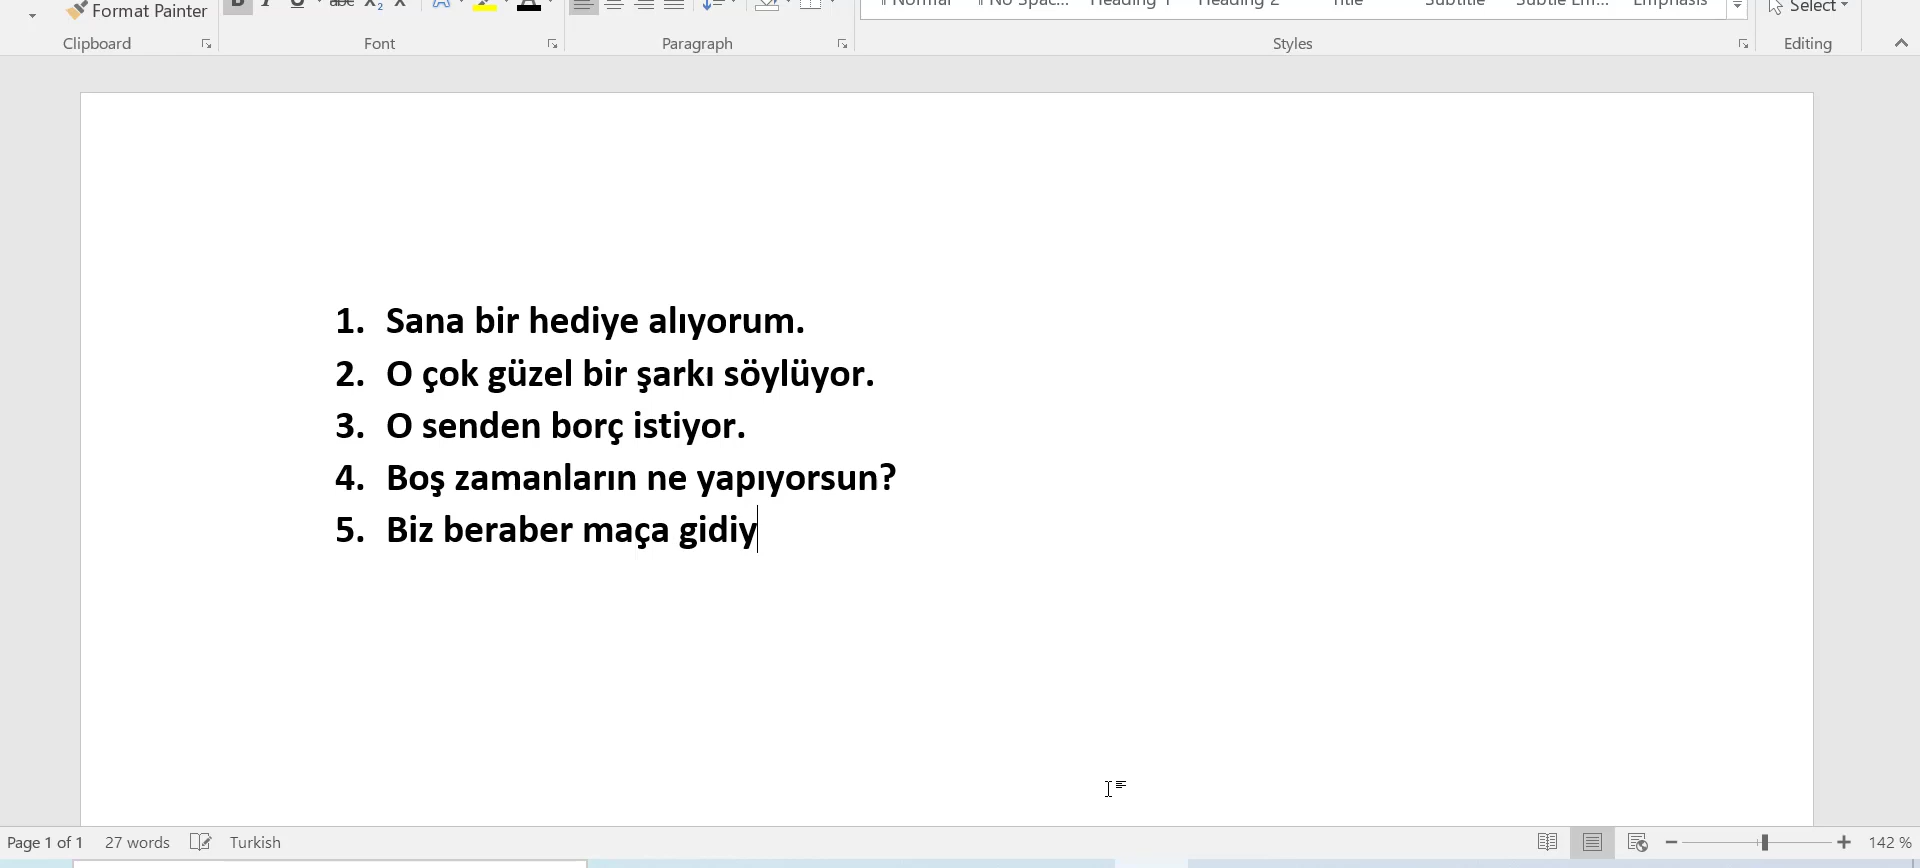 Format Painter
Select
Clipboard
Font
Paragraph
Styles
Editing
1. Sana bir hediye alıyorum.
2. O çok güzel bir şarkı söylüyor.
3. O senden borç istiyor.
4. Boş zamanların ne yapıyorsun?
5. Biz beraber maça gidiy
Page 1 of 1 27 words Turkish 142 %